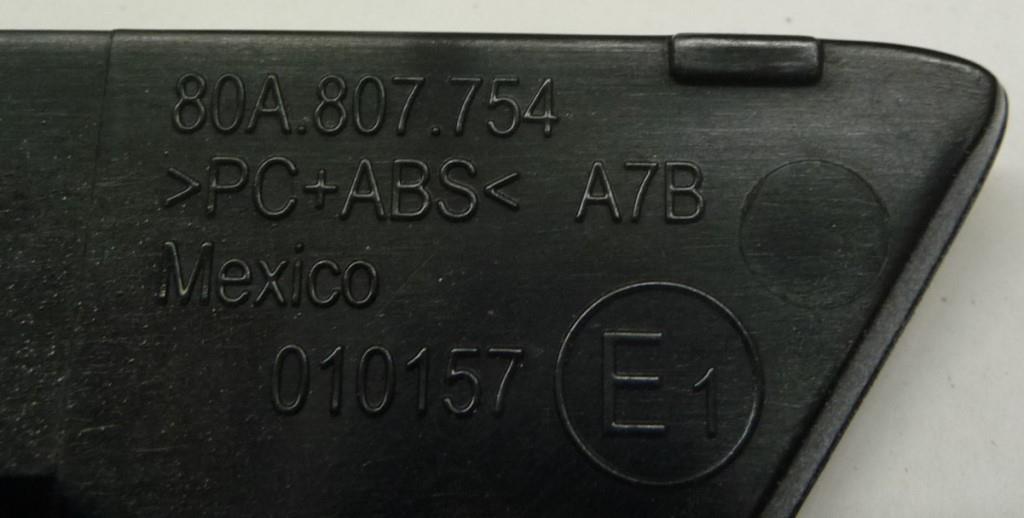 80A.807.754
>PC+ABS< A7B
Mexico
010157 E1